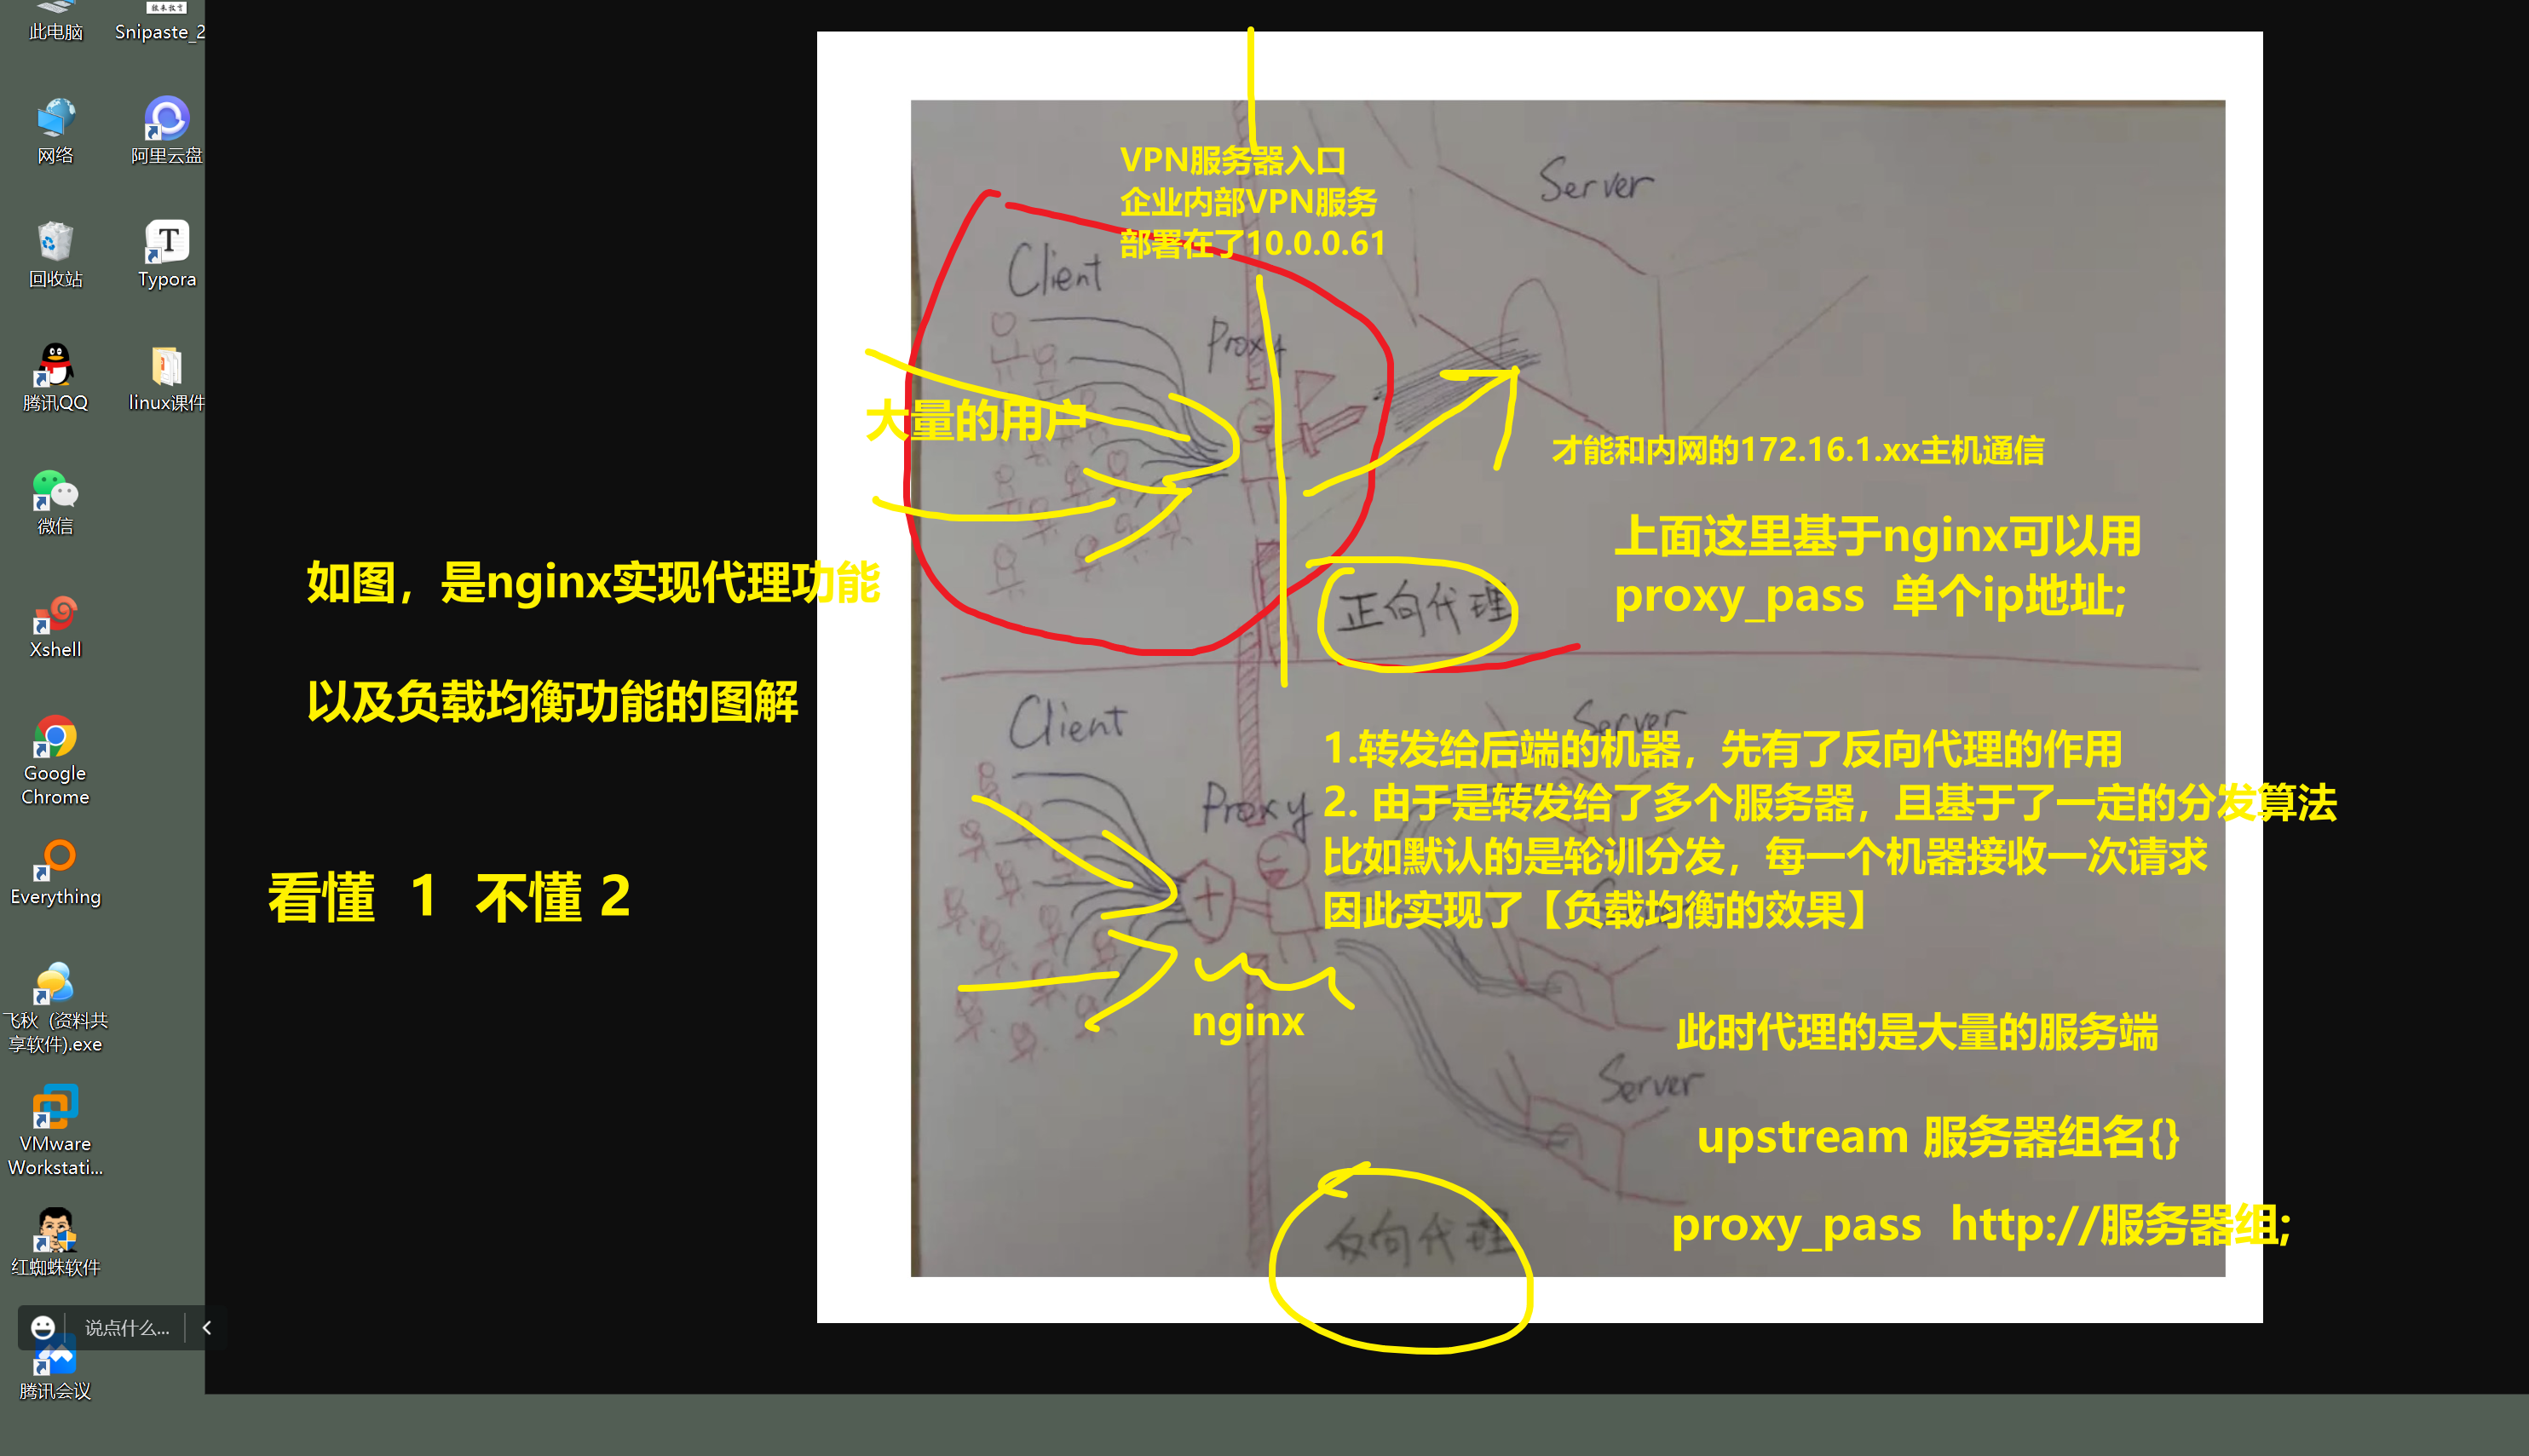 此电脑
Snipaste_2
网络
阿里云盘
回收站
Typora
腾讯QQ
linux课件
微信
Xshell
Google
Chrome
Everything
飞秋（资料共
享软件).exe
VMware
Workstati...
红蜘蛛软件
说点什么...
腾讯会议
如图，是nginx实现代理功能
以及负载均衡功能的图解
看懂 1 不懂 2
VPN服务器入口
企业内部VPN服务
部署在了10.0.0.61
Server
Client
Proxy
大量的用户
才能和内网的172.16.1.xx主机通信
上面这里基于nginx可以用
proxy_pass 单个ip地址;
正向代理
Client
Server
1.转发给后端的机器，先有了反向代理的作用
Proxy
2. 由于是转发给了多个服务器，且基于了一定的分发算法
比如默认的是轮训分发，每一个机器接收一次请求
因此实现了【负载均衡的效果】
nginx
此时代理的是大量的服务端
Server
upstream 服务器组名{}
proxy_pass http://服务器组;
反向代理